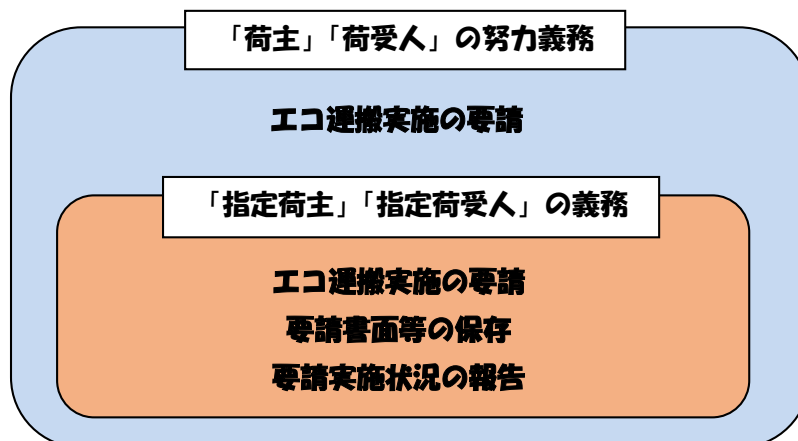 「荷主」「荷受人」の努力義務
エコ運搬実施の要請
「指定荷主」「指定荷受人」の義務
エコ運搬実施の要請
要請書面等の保存
要請実施状況の報告